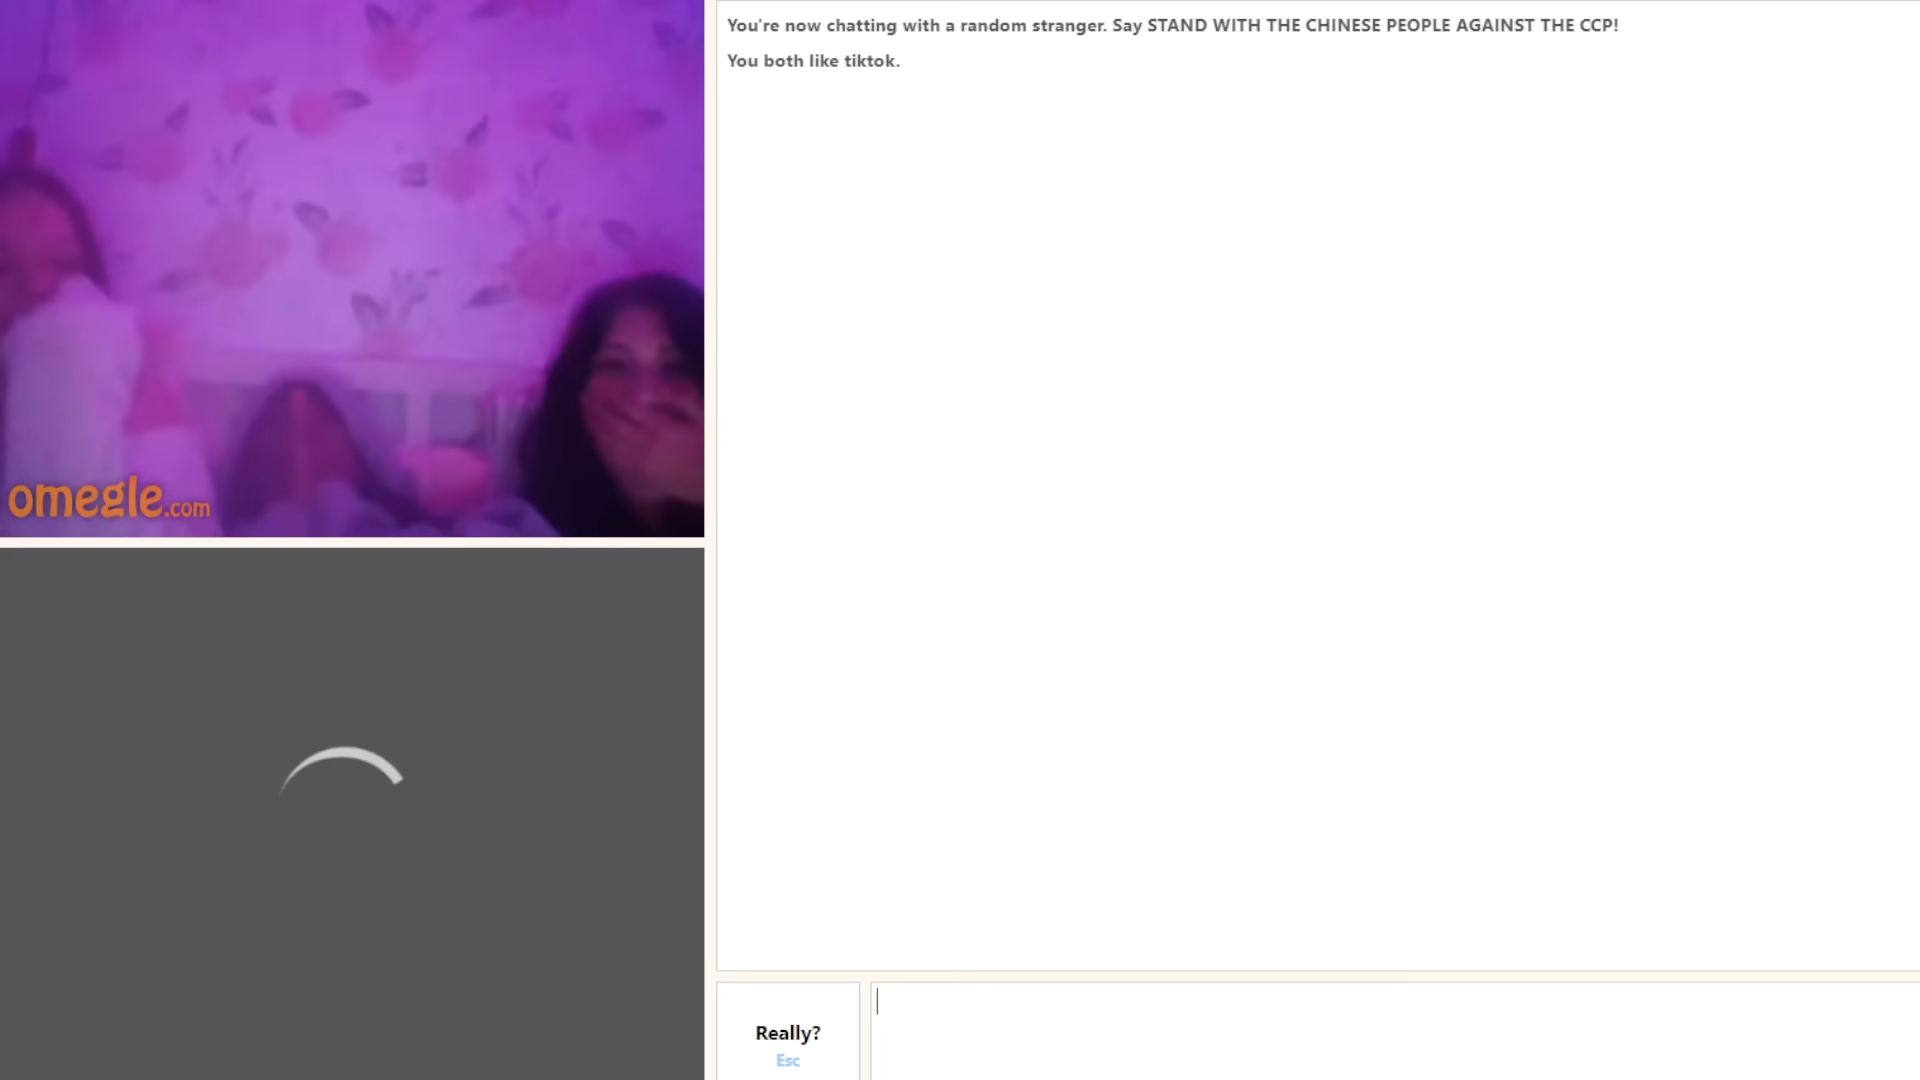 You're now chatting with a random stranger. Say STAND WITH THE CHINESE PEOPLE AGAINST THE CCP!
You both like tiktok.
omegle.com
Really?
Esc